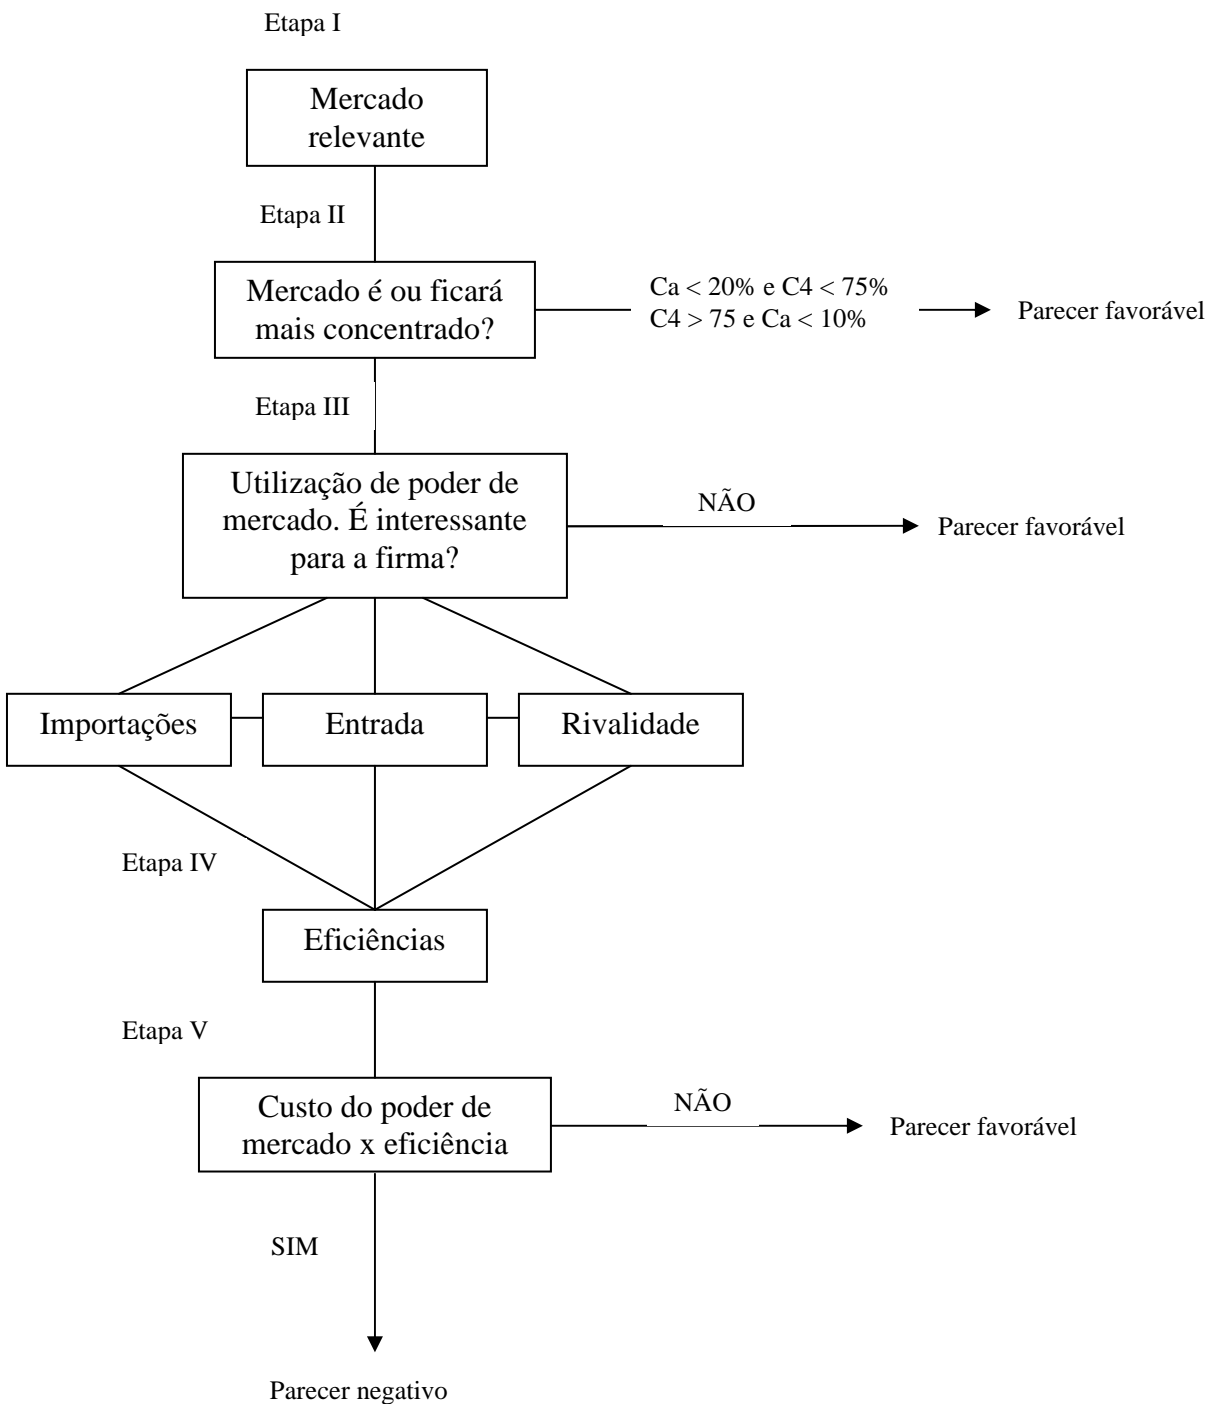 Etapa I
Mercado
relevante
Etapa II
Mercado é ou ficará
mais concentrado?
Ca < 20% e C4 < 75%
C4 > 75 e Ca < 10%
Parecer favorável
Etapa III
Utilização de poder de
mercado. É interessante
para a firma?
NÃO
Parecer favorável
Importações
Entrada
Rivalidade
Etapa IV
Eficiências
Etapa V
Custo do poder de
mercado x eficiência
NÃO
Parecer favorável
SIM
Parecer negativo